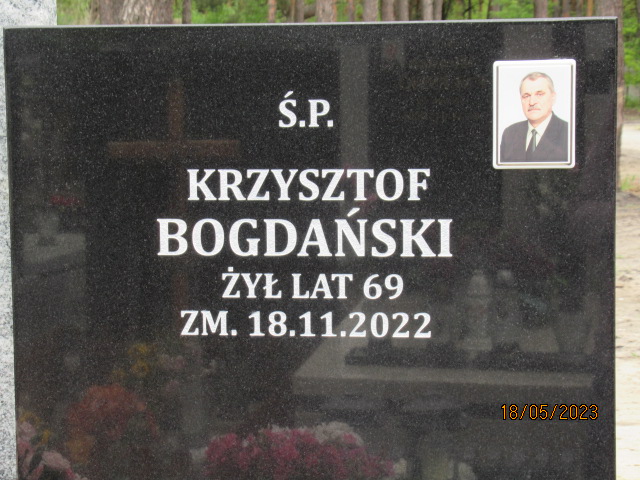 Ś.P.
KRZYSZTOF
BOGDAŃSKI
ŻYŁ LAT 69
ZM. 18.11.2022
18/05/2023